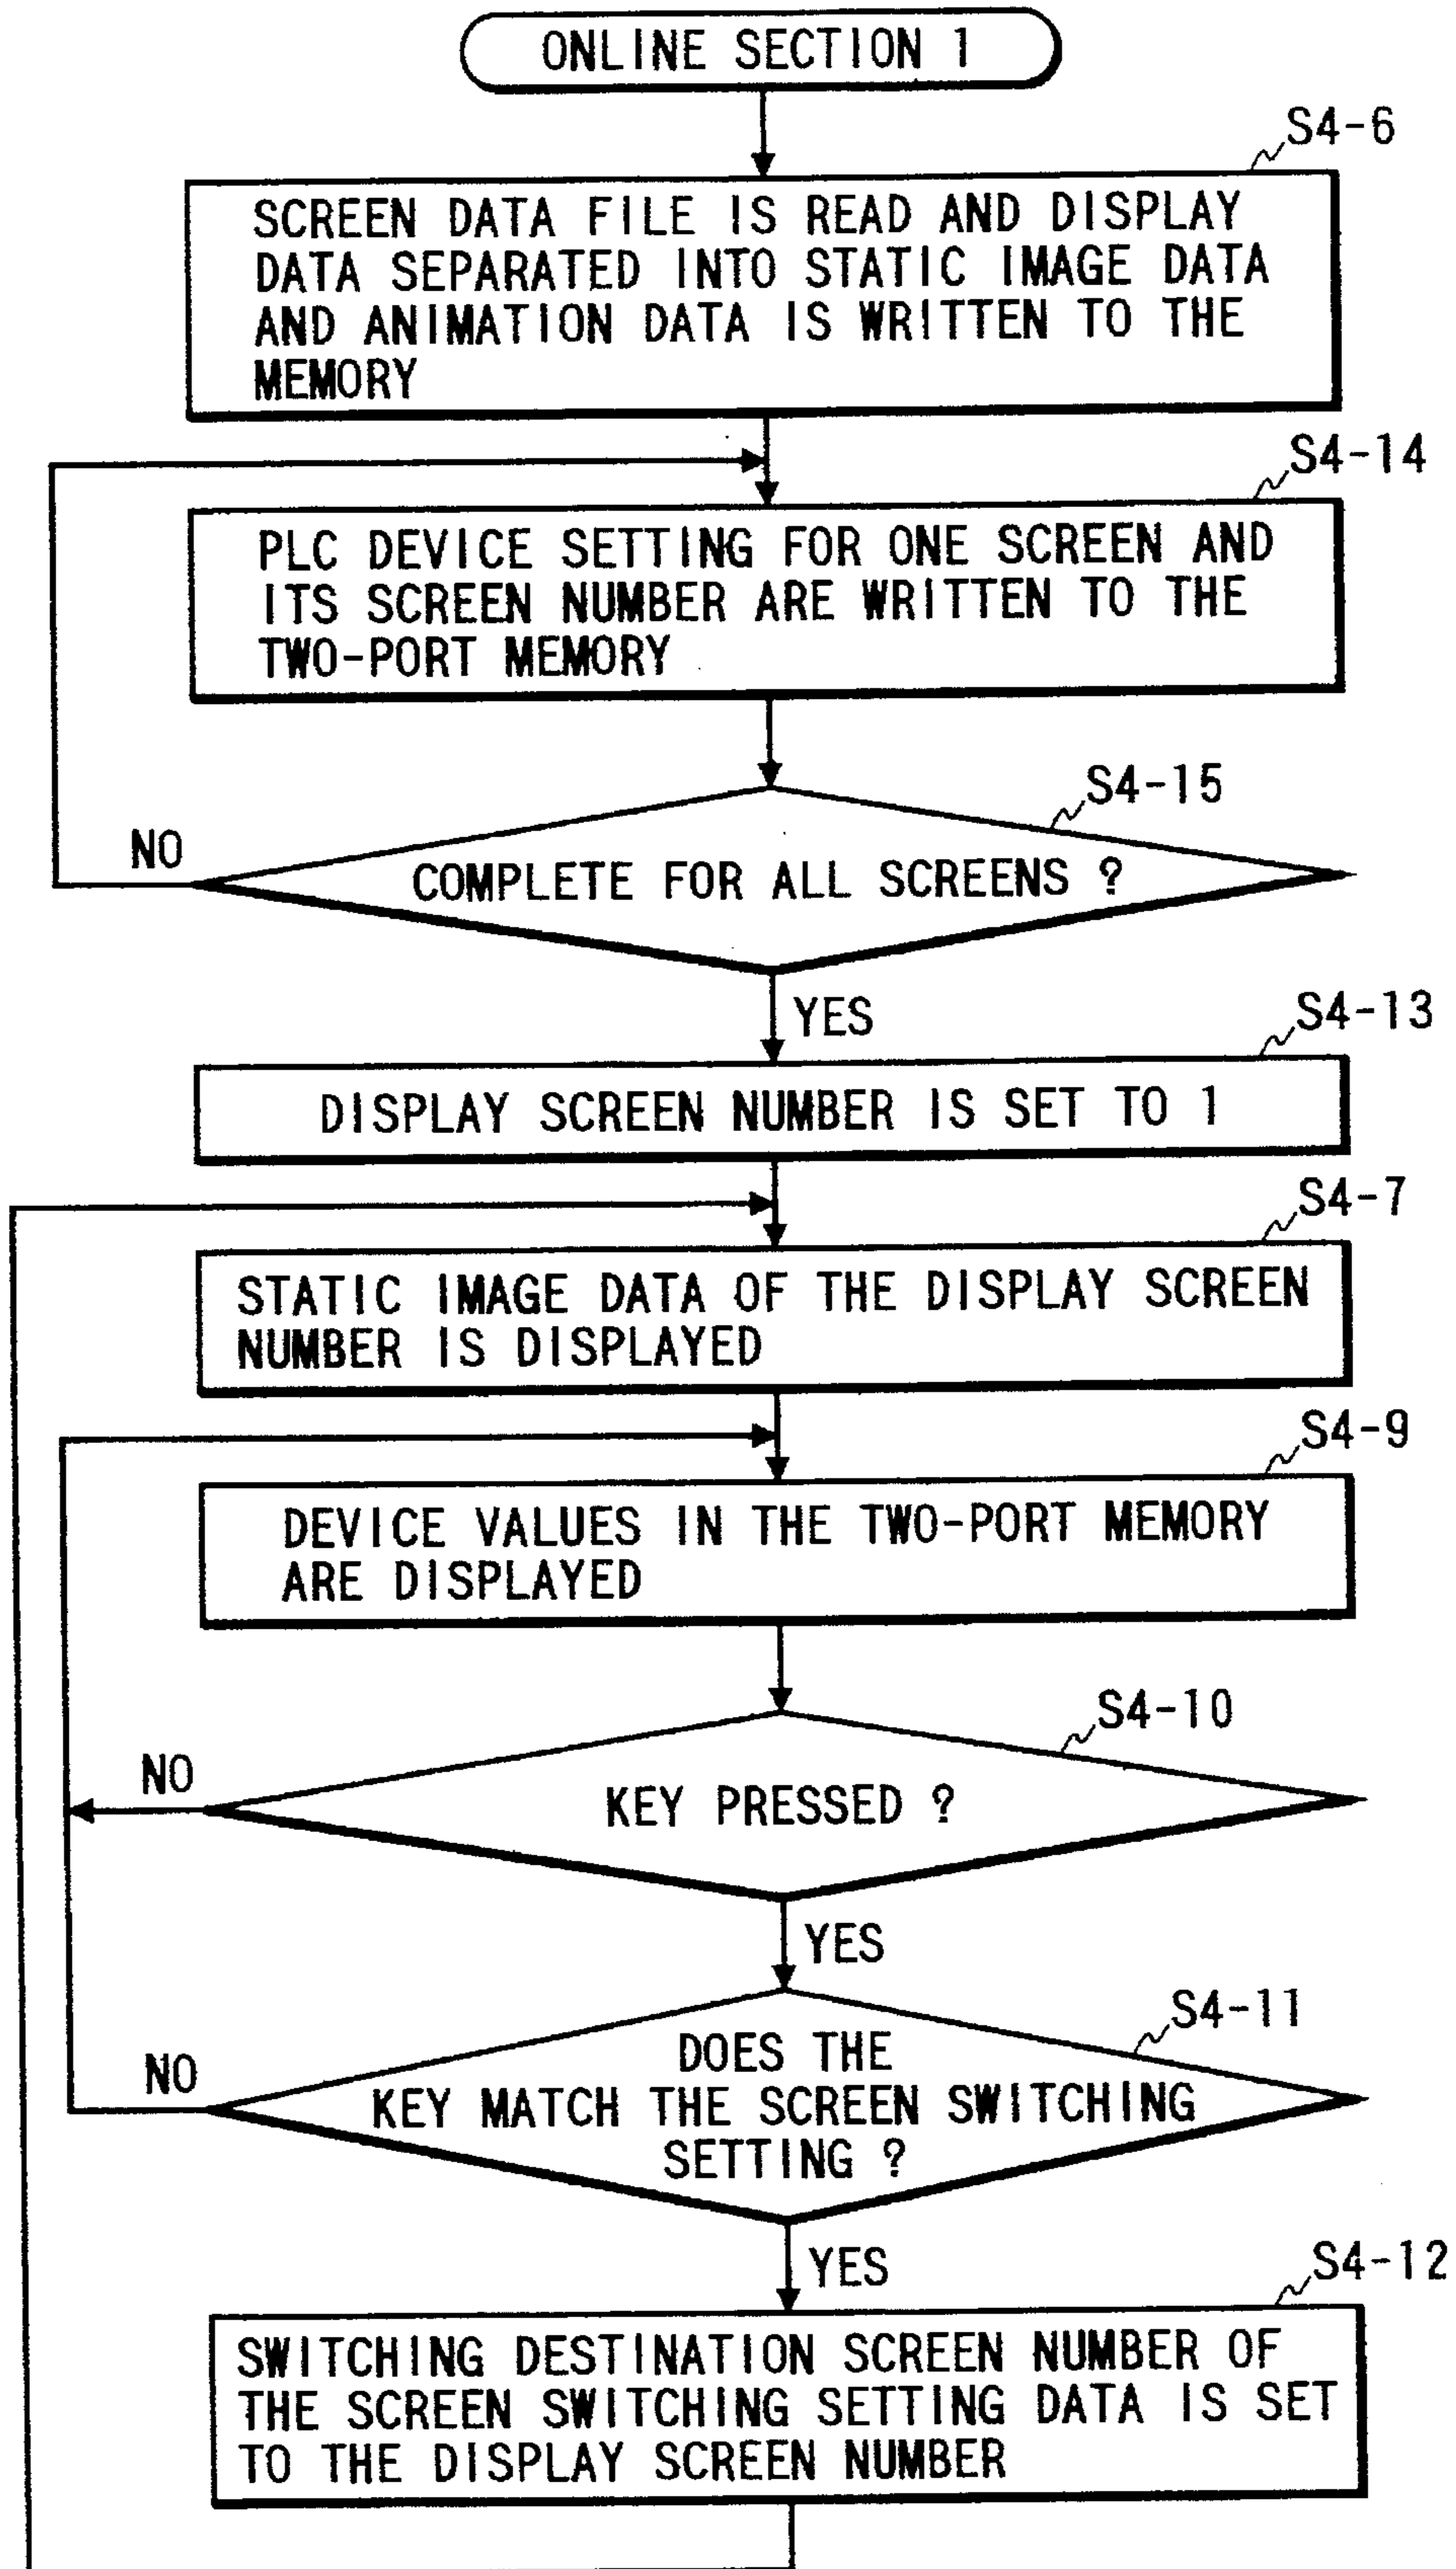 ONLINE SECTION 1
S4-6
SCREEN DATA FILE IS READ AND DISPLAY
DATA SEPARATED INTO STATIC IMAGE DATA
AND ANIMATION DATA IS WRITTEN TO THE
MEMORY
S4-14
PLC DEVICE SETTING FOR ONE SCREEN AND
ITS SCREEN NUMBER ARE WRITTEN TO THE
TWO-PORT MEMORY
S4-15
NO
COMPLETE FOR ALL SCREENS ?
YES
S4-13
DISPLAY SCREEN NUMBER IS SET TO 1
S4-7
STATIC IMAGE DATA OF THE DISPLAY SCREEN
NUMBER IS DISPLAYED
S4-9
DEVICE VALUES IN THE TWO-PORT MEMORY
ARE DISPLAYED
S4-10
NO
KEY PRESSED ?
YES
S4-11
NO
DOES THE
KEY MATCH THE SCREEN SWITCHING
SETTING ?
YES
S4-12
SWITCHING DESTINATION SCREEN NUMBER OF
THE SCREEN SWITCHING SETTING DATA IS SET
TO THE DISPLAY SCREEN NUMBER